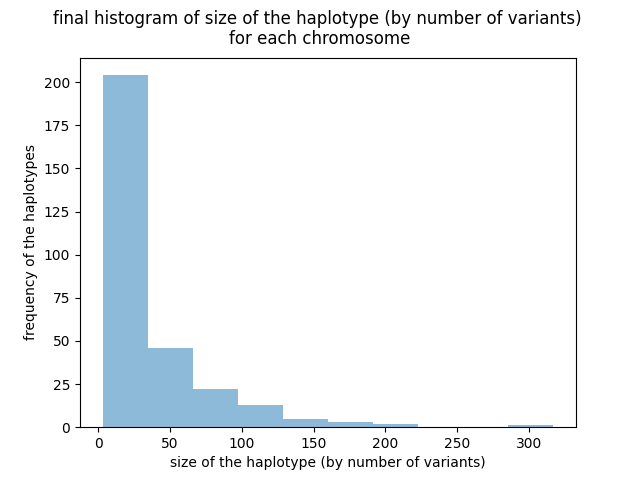 final histogram of size of the haplotype (by number of variants)
for each chromosome
frequency of the haplotypes
200
175
150
125
100
75
50
25
0
0 50 100 150 200 250 300
size of the haplotype (by number of variants)